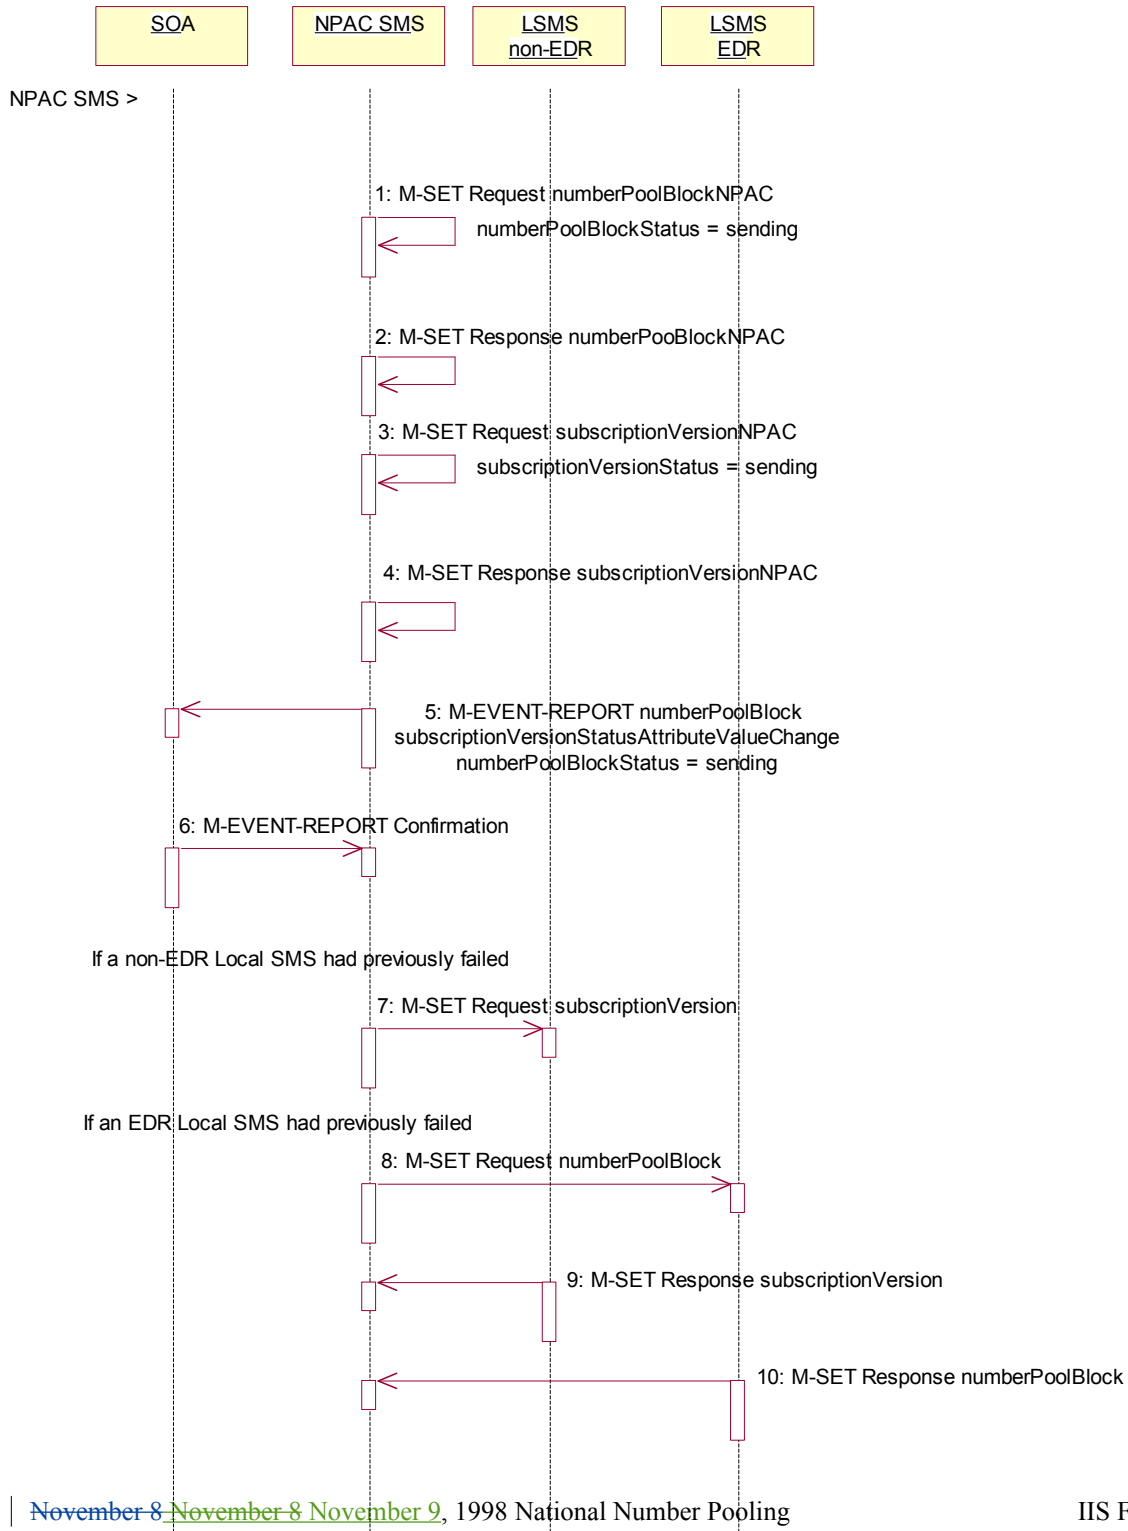 SOA
NPAC SMS
LSMS
non-EDR
LSMS
EDR
NPAC SMS >
1: M-SET Request numberPoolBlockNPAC
numberPoolBlockStatus = sending
2: M-SET Response numberPooBlockNPAC
3: M-SET Request subscriptionVersionNPAC
subscriptionVersionStatus = sending
4: M-SET Response subscriptionVersionNPAC
5: M-EVENT-REPORT numberPoolBlock
subscriptionVersionStatusAttributeValueChange
numberPoolBlockStatus = sending
6: M-EVENT-REPORT Confirmation
If a non-EDR Local SMS had previously failed
7: M-SET Request subscriptionVersion
If an EDR Local SMS had previously failed
8: M-SET Request numberPoolBlock
9: M-SET Response subscriptionVersion
10: M-SET Response numberPoolBlock
November 8 November 8 November 9, 1998 National Number Pooling IIS F